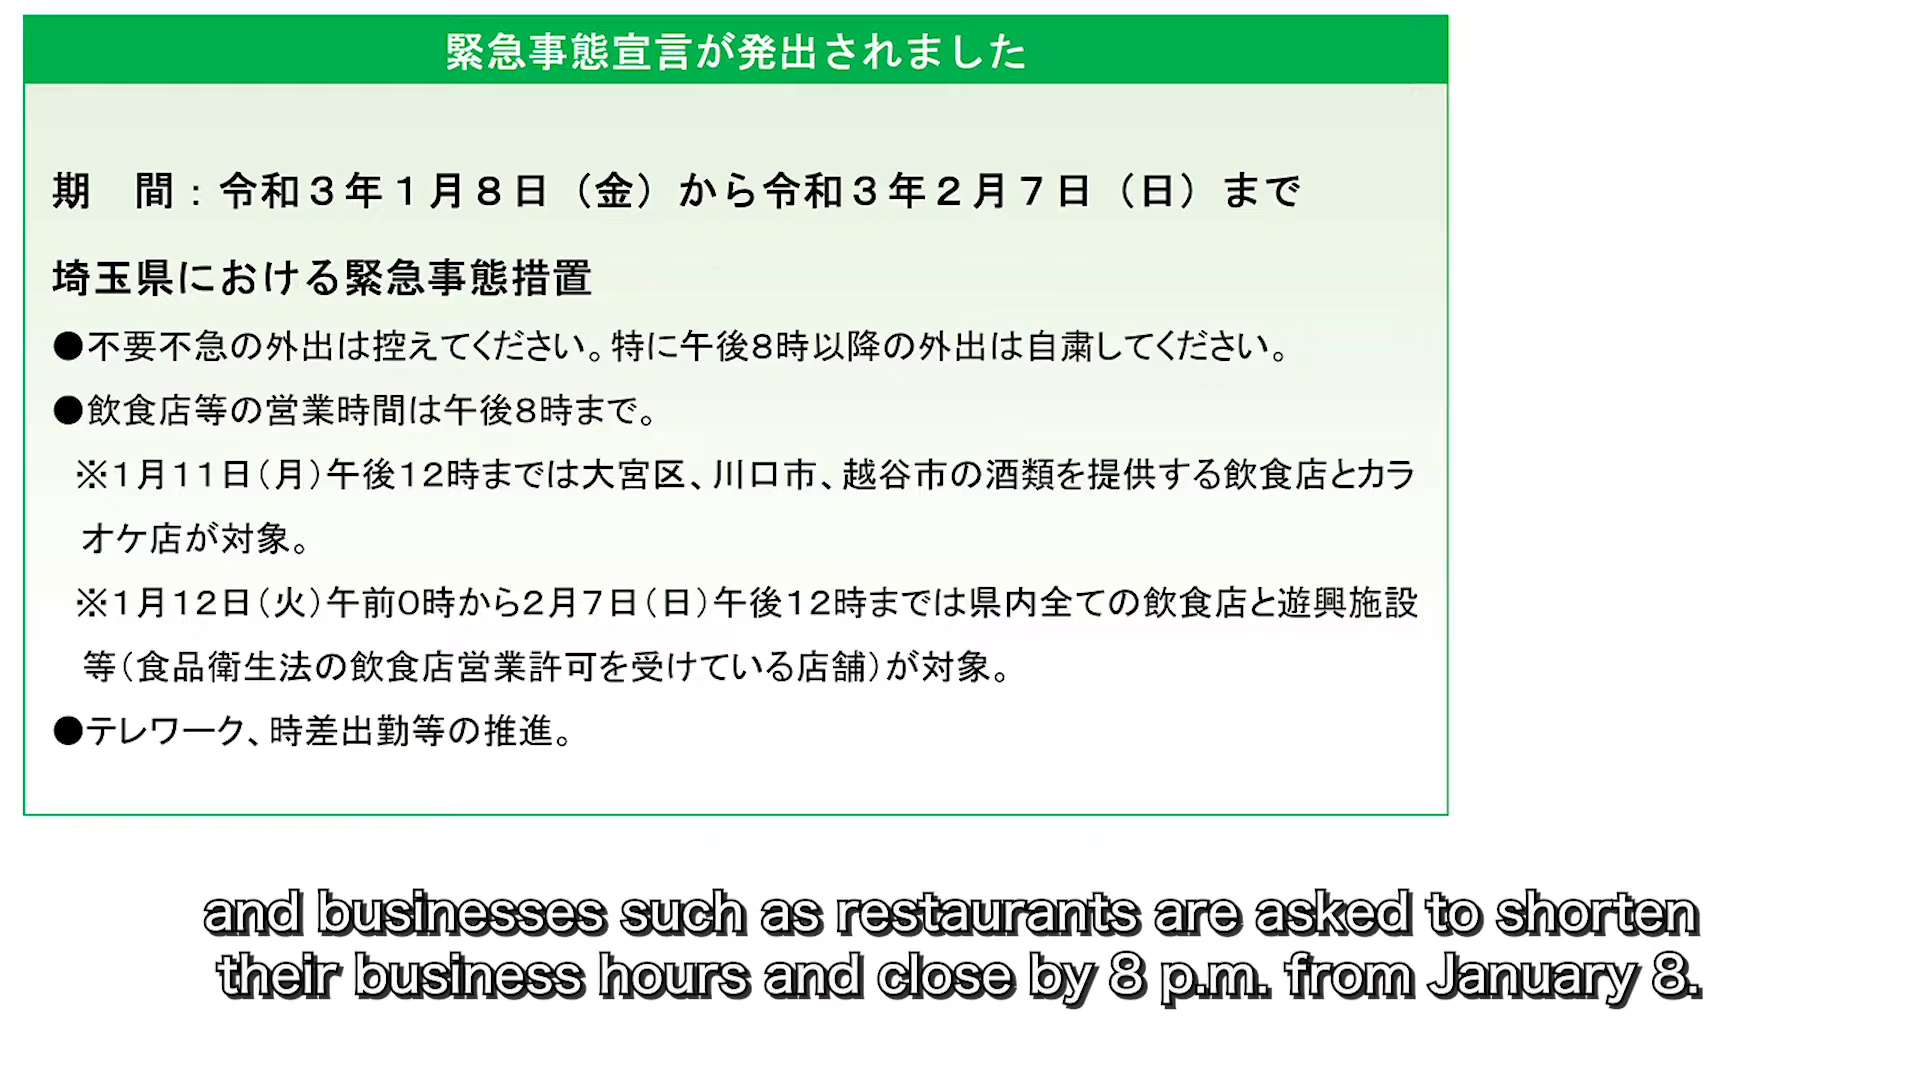 緊急事態宣言が発出されました
期　間：令和３年１月８日（金）から令和３年２月７日（日）まで
埼玉県における緊急事態措置
●不要不急の外出は控えてください。特に午後８時以降の外出は自粛してください。
●飲食店等の営業時間は午後８時まで。
※１月１１日（月）午後１２時までは大宮区、川口市、越谷市の酒類を提供する飲食店とカラ
オケ店が対象。
※１月１２日（火）午前０時から２月７日（日）午後１２時までは県内全ての飲食店と遊興施設
等（食品衛生法の飲食店営業許可を受けている店舗）が対象。
●テレワーク、時差出勤等の推進。
and businesses such as restaurants are asked to shorten
their business hours and close by 8 p.m. from January 8.